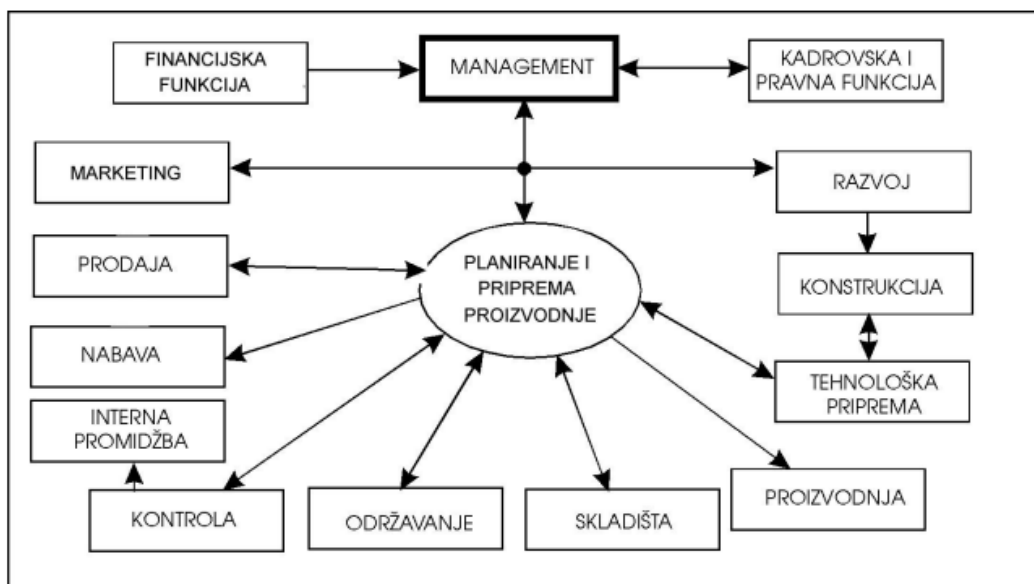 FINANCIJSKA
FUNKCIJA
MANAGEMENT
KADROVSKA I
PRAVNA FUNKCIJA
MARKETING
RAZVOJ
PRODAJA
PLANIRANJE I
PRIPREMA
PROIZVODNJE
KONSTRUKCIJA
NABAVA
TEHNOLOŠKA
PRIPREMA
INTERNA
PROMIDŽBA
KONTROLA
ODRŽAVANJE
SKLADIŠTA
PROIZVODNJA